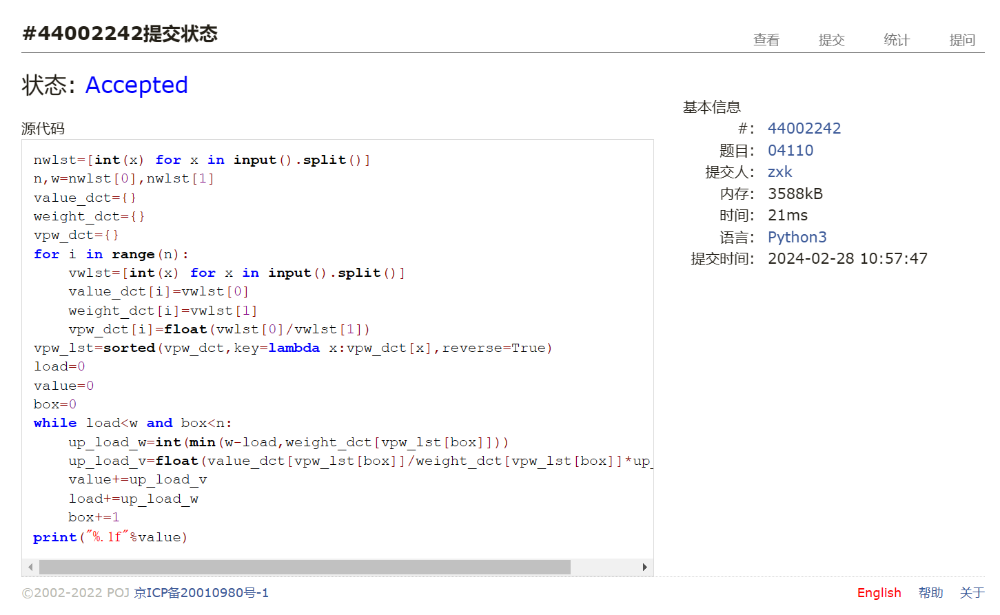 #44002242提交状态
查看 提交 统计 提问
状态: Accepted
源代码
nwlst=[int(x) for x in input().split()]
n,w=nwlst[0],nwlst[1]
value_dct={}
weight_dct={}
vpw_dct={}
for i in range(n):
    vwlst=[int(x) for x in input().split()]
    value_dct[i]=vwlst[0]
    weight_dct[i]=vwlst[1]
    vpw_dct[i]=float(vwlst[0]/vwlst[1])
vpw_lst=sorted(vpw_dct,key=lambda x:vpw_dct[x],reverse=True)
load=0
value=0
box=0
while load<w and box<n:
    up_load_w=int(min(w-load,weight_dct[vpw_lst[box]]))
    up_load_v=float(value_dct[vpw_lst[box]]/weight_dct[vpw_lst[box]]*up_
    value+=up_load_v
    load+=up_load_w
    box+=1
print("%.1f"%value)
基本信息
#: 44002242
题目: 04110
提交人: zxk
内存: 3588kB
时间: 21ms
语言: Python3
提交时间: 2024-02-28 10:57:47
©2002-2022 POJ 京ICP备20010980号-1
English 帮助 关于